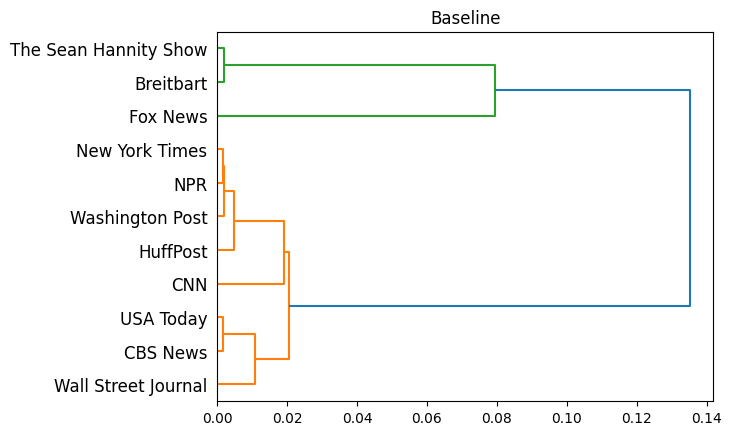 Baseline
The Sean Hannity Show
Breitbart
Fox News
New York Times
NPR
Washington Post
HuffPost
CNN
USA Today
CBS News
Wall Street Journal
0.00 0.02 0.04 0.06 0.08 0.10 0.12 0.14